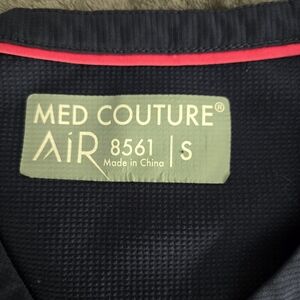 MED COUTURE®
AIR 8561 | S
Made in China